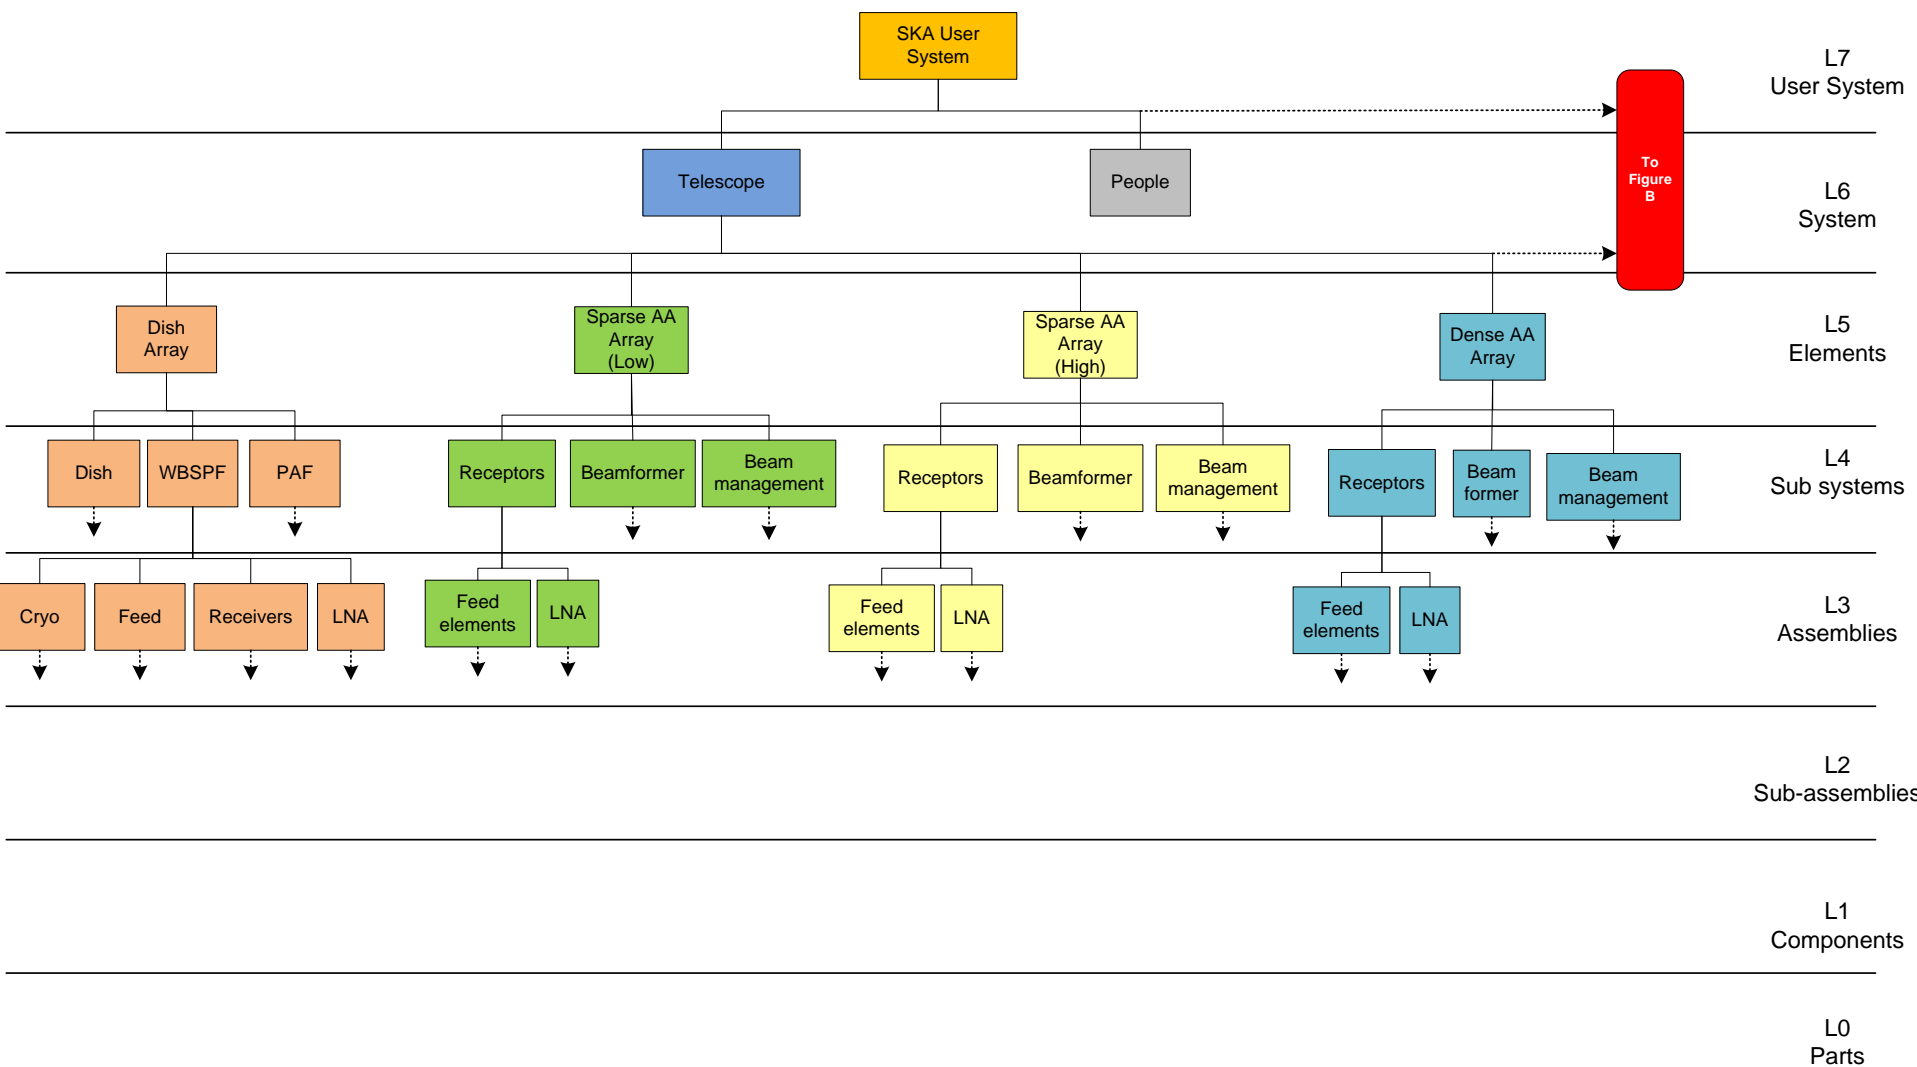 SKA User
System
L7
User System
To
Figure
B
Telescope
People
L6
System
Dish
Array
Sparse AA
Array
(Low)
Sparse AA
Array
(High)
Dense AA
Array
L5
Elements
Dish
WBSPF
PAF
Receptors
Beamformer
Beam
management
Receptors
Beamformer
Beam
management
Receptors
Beam
former
Beam
management
L4
Sub systems
Cryo
Feed
Receivers
LNA
Feed
elements
LNA
Feed
elements
LNA
Feed
elements
LNA
L3
Assemblies
L2
Sub-assemblies
L1
Components
L0
Parts